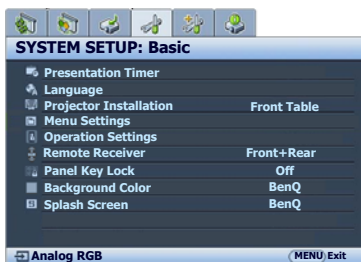 SYSTEM SETUP: Basic
Presentation Timer
Language
Projector Installation Front Table
Menu Settings
Operation Settings
Remote Receiver Front+Rear
Panel Key Lock Off
Background Color BenQ
Splash Screen BenQ
Analog RGB MENU Exit